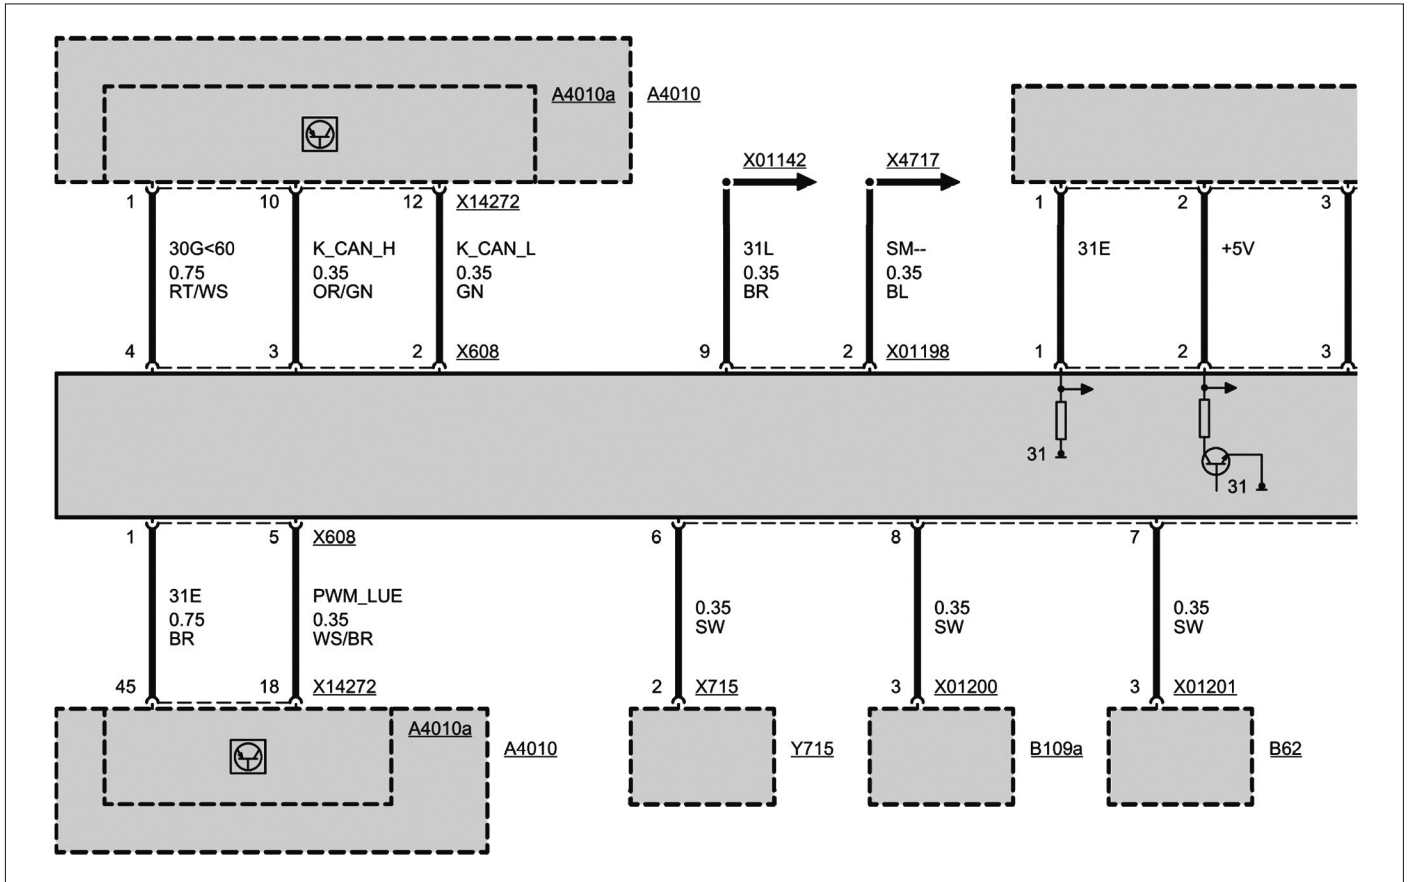 A4010a A4010
X01142 X4717
1 10 12 X14272 1 2 3
30G<60 K_CAN_H K_CAN_L 31L SM-- 31E +5V
0.75 0.35 0.35 0.35 0.35
RT/WS OR/GN GN BR BL
4 3 2 X608 9 2 X01198 1 2 3
31
31
1 5 X608 6 8 7
31E PWM_LUE
0.75 0.35 0.35 0.35 0.35
BR WS/BR SW SW SW
45 18 X14272 2 X715 3 X01200 3 X01201
A4010a A4010 Y715 B109a B62